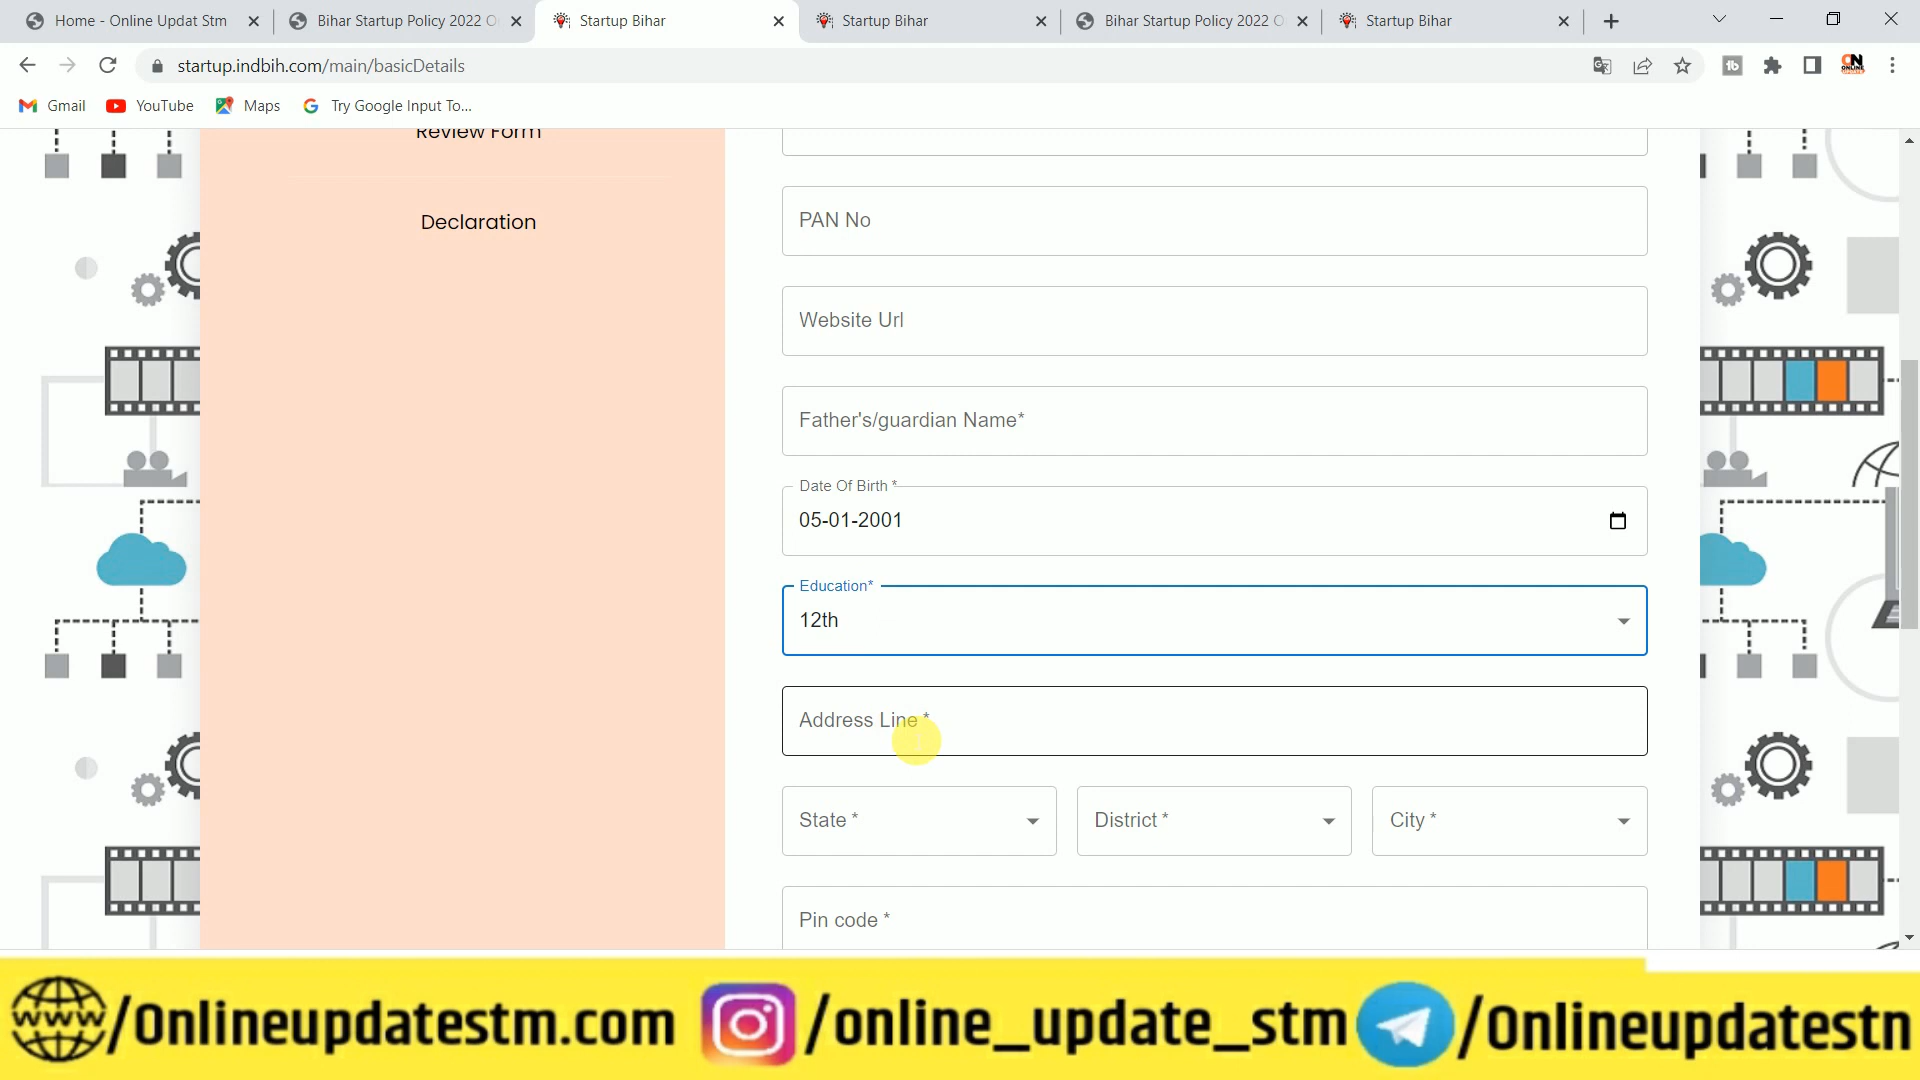 Home - Online Updat Stm
Bihar Startup Policy 2022 O
Startup Bihar
Startup Bihar
Bihar Startup Policy 2022 O
Startup Bihar
startup.indbih.com/main/basicDetails
Gmail
YouTube
Maps
Try Google Input To...
Review Form
Declaration
PAN No
Website Url
Father's/guardian Name*
Date Of Birth *
05-01-2001
Education*
12th
Address Line *
State *
District *
City *
Pin code *
www/Onlineupdatestm.com
/online_update_stm
/Onlineupdatestn